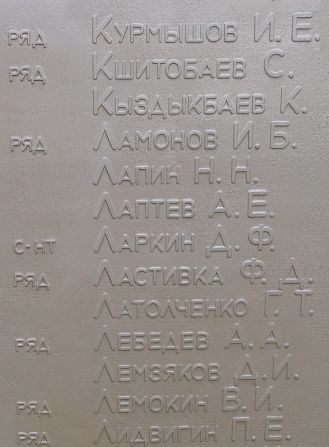 РЯД КУРМЫШОВ И. Е.
РЯД КШИТОБАЕВ С.
КЫЗДЫКБАЕВ К.
РЯД ЛАМОНОВ И. Б.
ЛАПИН Н. Н.
ЛАПТЕВ А. Е.
С-НТ ЛАРКИН Д. Ф.
РЯД ЛАСТИВКА Ф. Д.
ЛАТОЛЧЕНКО Г. Т.
РЯД ЛЕБЕДЕВ А. А.
ЛЕМЗЯКОВ Д. И.
РЯД ЛЕМОКИН В. И.
РЯД ЛИДВИГИН П. Е.